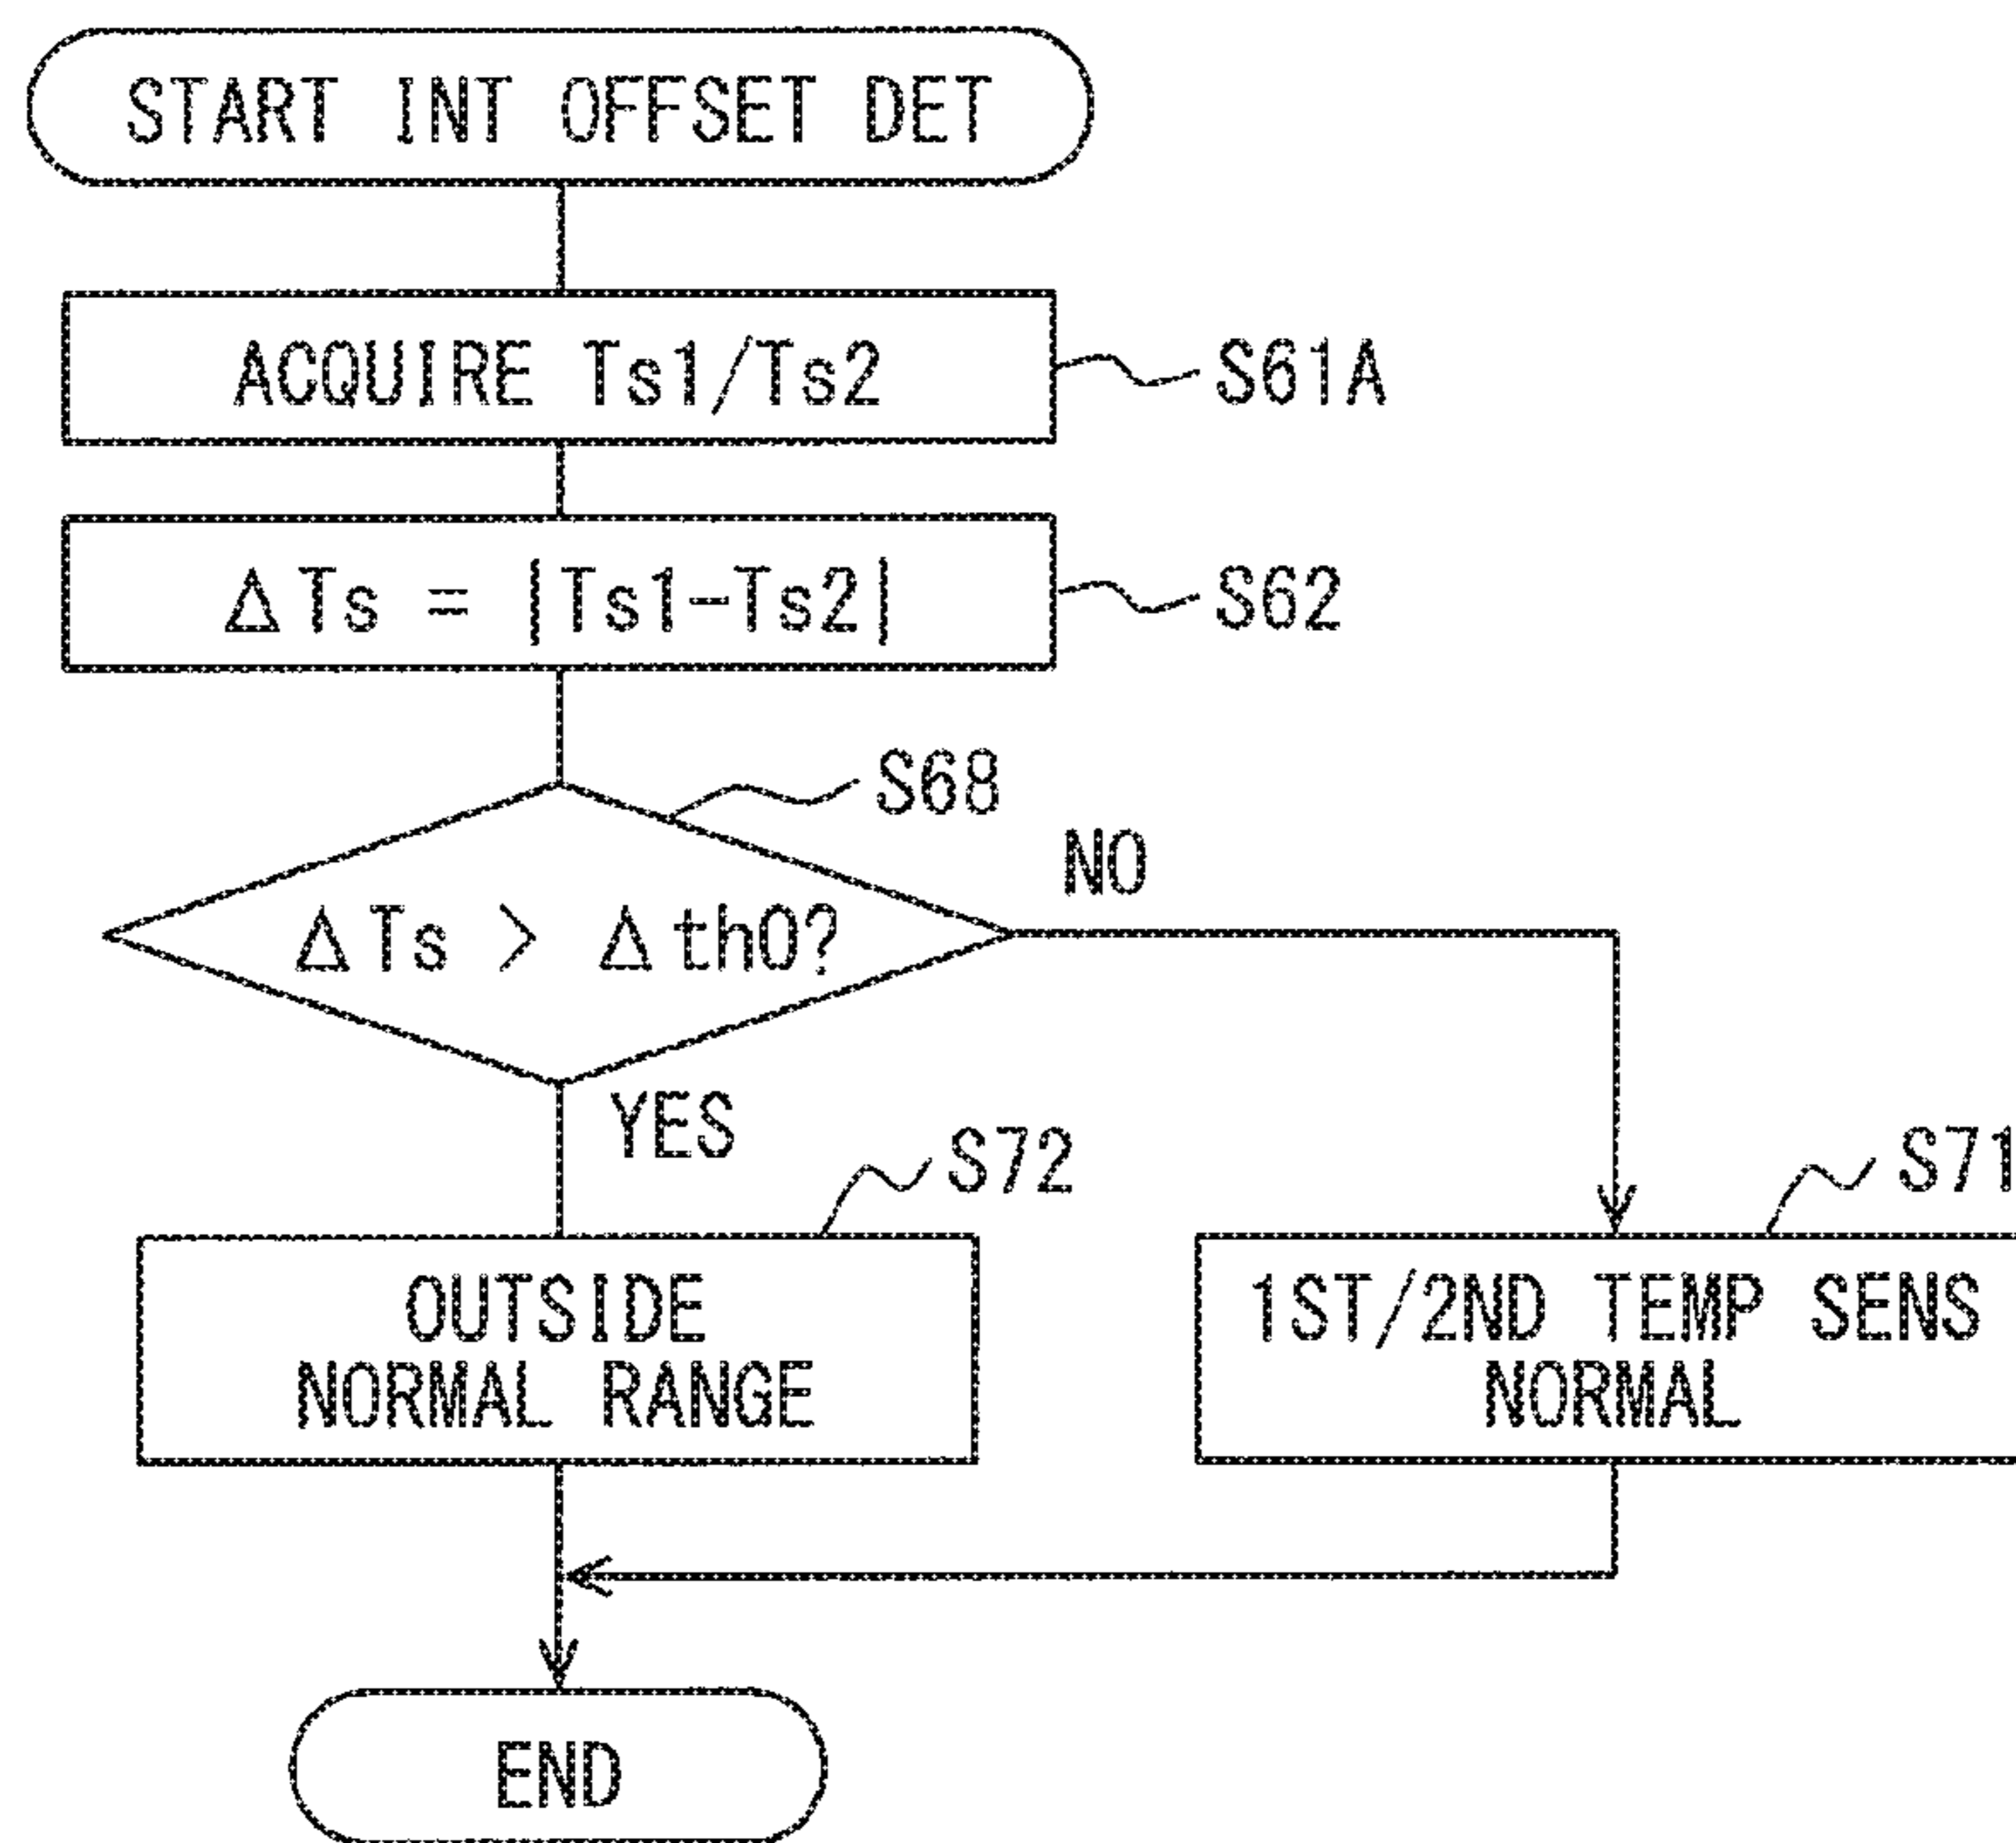 START INT OFFSET DET
ACQUIRE Ts1/Ts2
S61A
ΔTs = |Ts1-Ts2|
S62
S68
ΔTs > Δth0?
NO
YES
S72
S71
OUTSIDE
NORMAL RANGE
1ST/2ND TEMP SENS
NORMAL
END